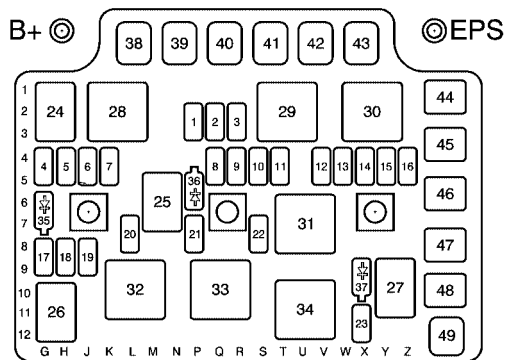 B+ EPS
38 39 40 41 42 43
1 24 28 29 30 44
2 1 2 3
3
4 4 5 6 7 8 9 10 11 12 13 14 15 16 45
5 36
6 35 25 31 46
7 20 21 22
8 17 18 19 47
9 32 33 37 27
10 26 34 48
11 23
12 49
G H J K L M N P Q R S T U V W X Y Z